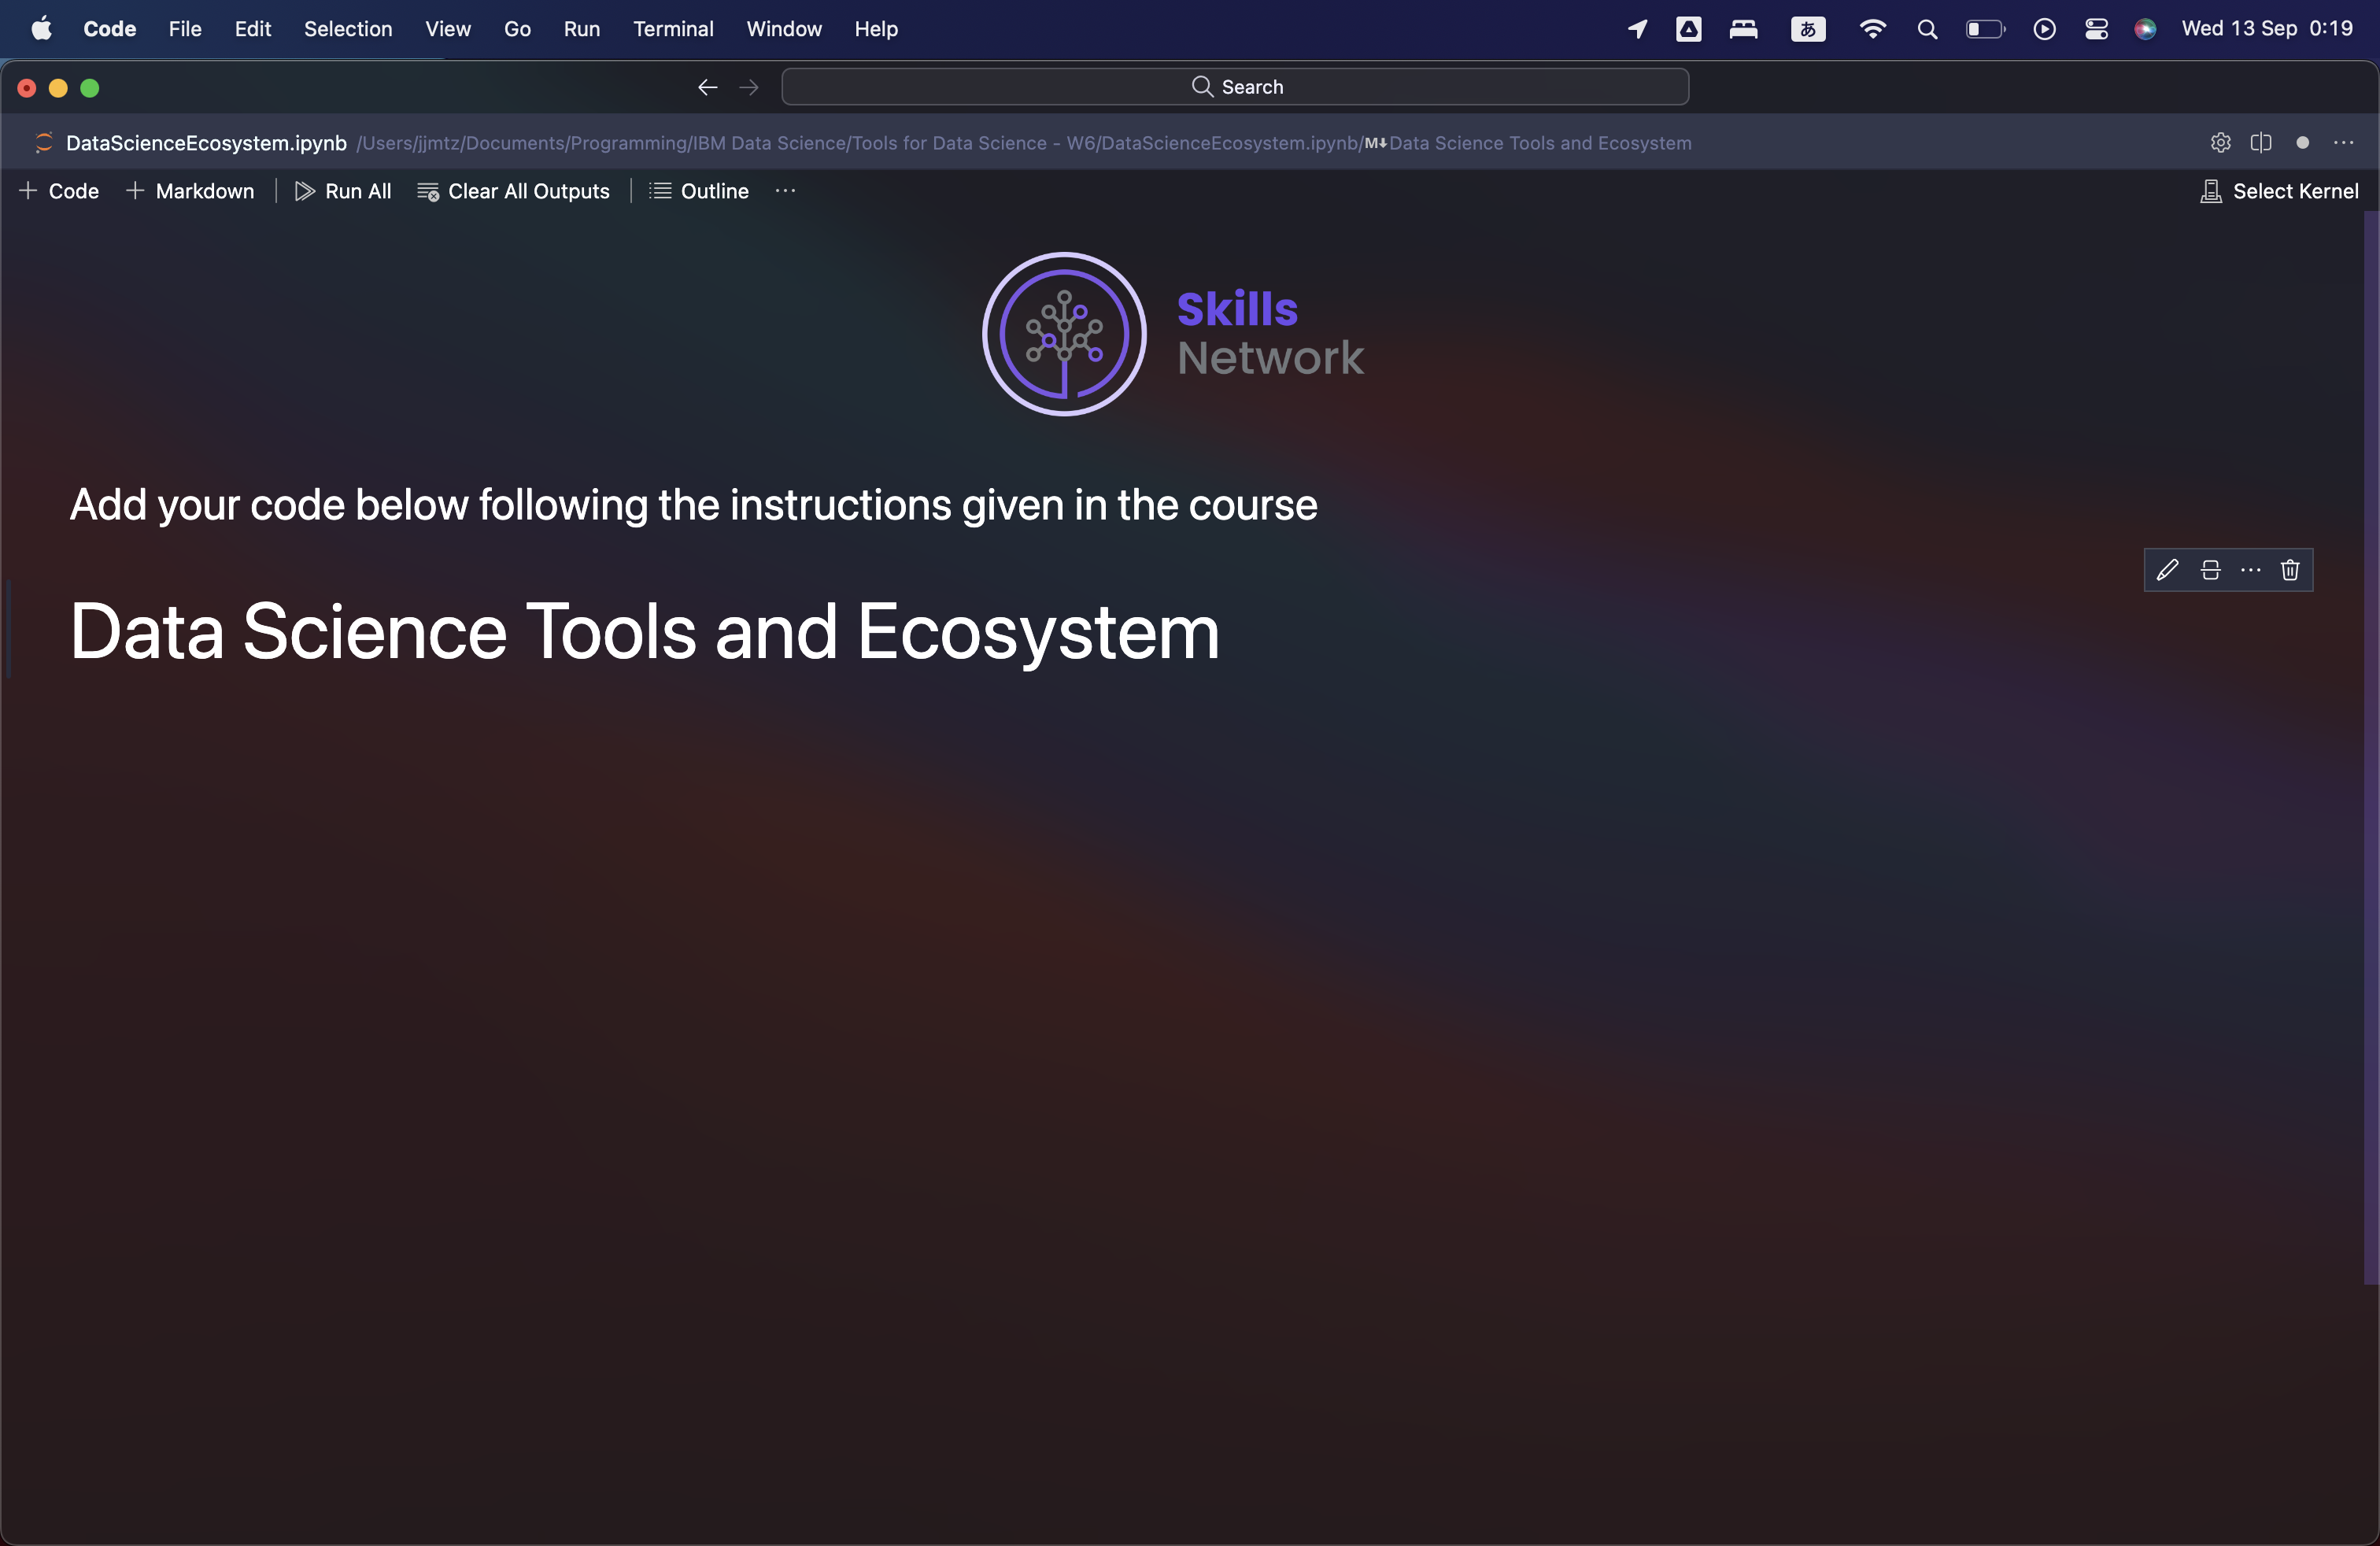 Code File Edit Selection View Go Run Terminal Window Help あ Wed 13 Sep 0:19
Search
DataScienceEcosystem.ipynb /Users/jjmtz/Documents/Programming/IBM Data Science/Tools for Data Science - W6/DataScienceEcosystem.ipynb/M↓Data Science Tools and Ecosystem
Code Markdown Run All Clear All Outputs Outline Select Kernel
Skills
Network
Add your code below following the instructions given in the course
Data Science Tools and Ecosystem